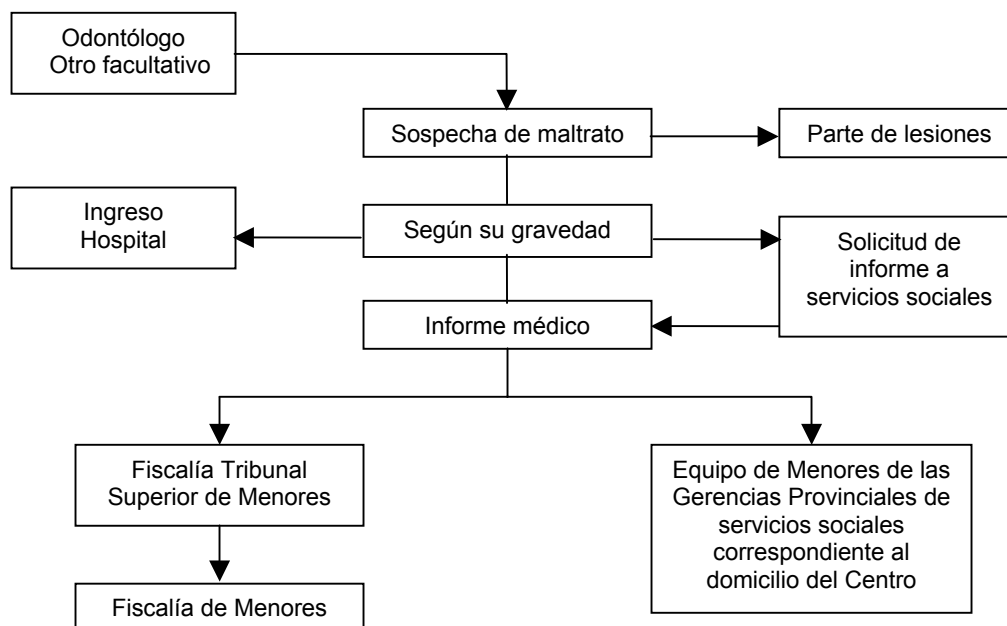 Odontólogo
Otro facultativo
Sospecha de maltrato
Parte de lesiones
Ingreso
Hospital
Según su gravedad
Solicitud de
informe a
servicios sociales
Informe médico
Fiscalía Tribunal
Superior de Menores
Equipo de Menores de las
Gerencias Provinciales de
servicios sociales
correspondiente al
domicilio del Centro
Fiscalía de Menores